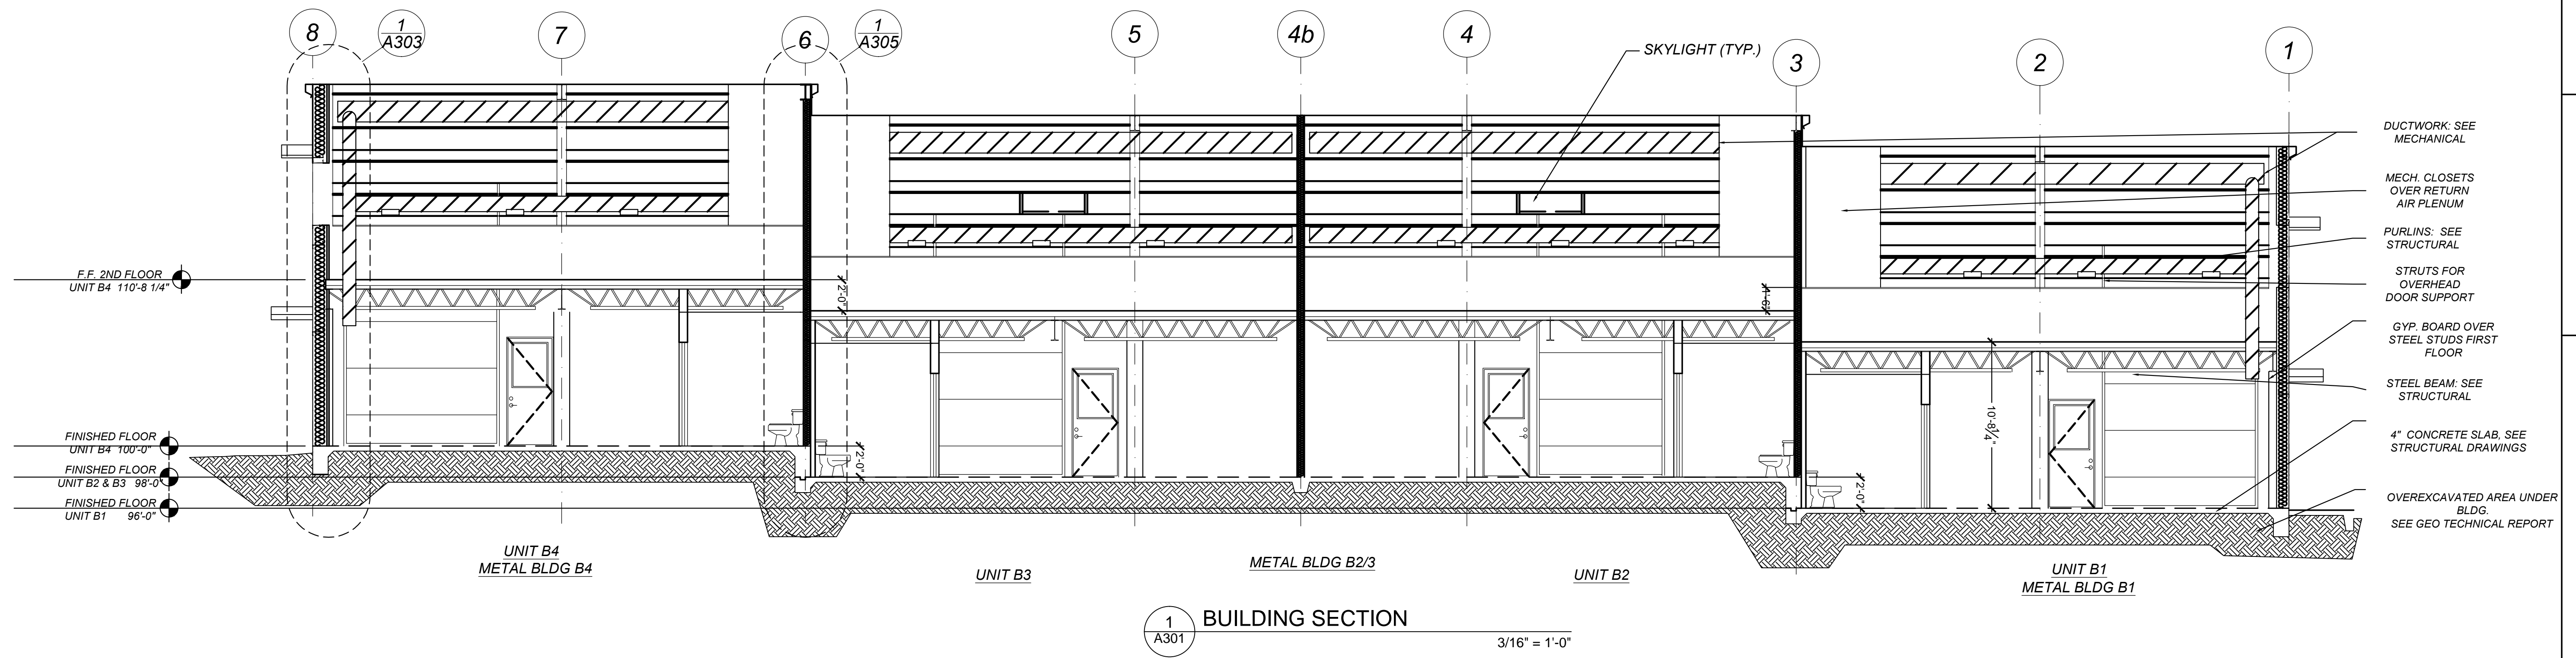 8
1
A303
7
6
1
A305
5
4b
4
SKYLIGHT (TYP.)
3
2
1
DUCTWORK: SEE
MECHANICAL
MECH. CLOSETS
OVER RETURN
AIR PLENUM
PURLINS: SEE
STRUCTURAL
STRUTS FOR
OVERHEAD
DOOR SUPPORT
GYP. BOARD OVER
STEEL STUDS FIRST
FLOOR
STEEL BEAM: SEE
STRUCTURAL
4" CONCRETE SLAB, SEE
STRUCTURAL DRAWINGS
OVEREXCAVATED AREA UNDER
BLDG.
SEE GEO TECHNICAL REPORT
F.F. 2ND FLOOR
UNIT B4 110'-8 1/4"
2'-0"
1'-6"
10'-8 1/4"
FINISHED FLOOR
UNIT B4 100'-0"
FINISHED FLOOR
UNIT B2 & B3 98'-0"
FINISHED FLOOR
UNIT B1 96'-0"
2'-0"
2'-0"
UNIT B4
METAL BLDG B4
UNIT B3
METAL BLDG B2/3
UNIT B2
UNIT B1
METAL BLDG B1
1
A301
BUILDING SECTION
3/16" = 1'-0"